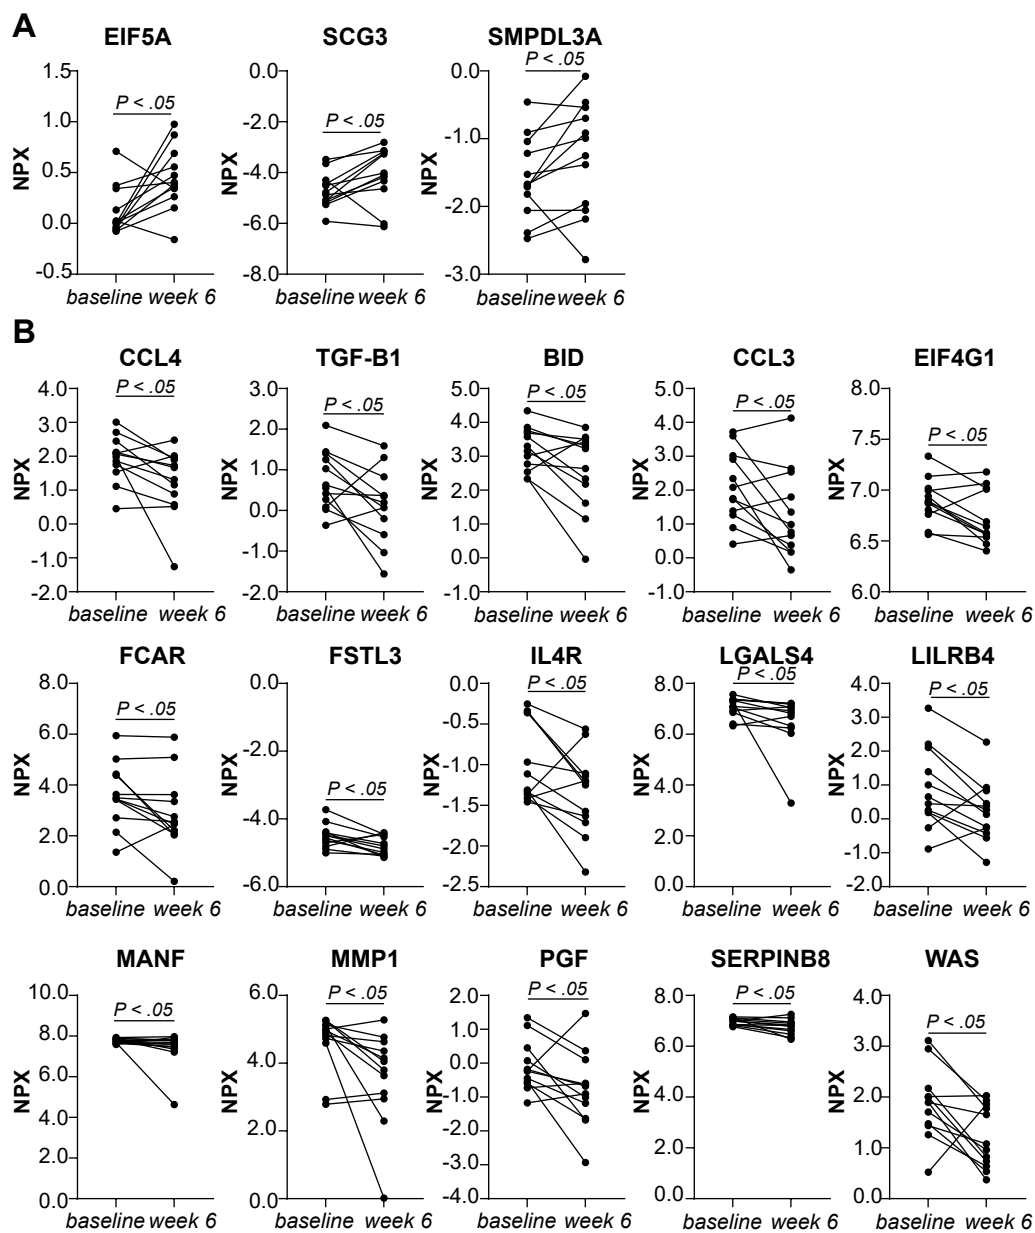 A
EIF5A SCG3 SMPDL3A
P < .05 P < .05 P < .05
NPX NPX NPX
1.5 1.0 0.5 0.0 -0.5
0.0 -2.0 -4.0 -6.0 -8.0
0.0 -1.0 -2.0 -3.0
baseline week 6 baseline week 6 baseline week 6
B
CCL4 TGF-B1 BID CCL3 EIF4G1
P < .05 P < .05 P < .05 P < .05 P < .05
NPX NPX NPX NPX NPX
4.0 3.0 2.0 1.0 0.0 -1.0 -2.0
3.0 2.0 1.0 0.0 -1.0 -2.0
5.0 4.0 3.0 2.0 1.0 0.0 -1.0
5.0 4.0 3.0 2.0 1.0 0.0 -1.0
8.0 7.5 7.0 6.5 6.0
baseline week 6 baseline week 6 baseline week 6 baseline week 6 baseline week 6
FCAR FSTL3 IL4R LGALS4 LILRB4
P < .05 P < .05 P < .05 P < .05 P < .05
NPX NPX NPX NPX NPX
8.0 6.0 4.0 2.0 0.0
0.0 -2.0 -4.0 -6.0
0.0 -0.5 -1.0 -1.5 -2.0 -2.5
8.0 6.0 4.0 2.0 0.0
4.0 3.0 2.0 1.0 0.0 -1.0 -2.0
baseline week 6 baseline week 6 baseline week 6 baseline week 6 baseline week 6
MANF MMP1 PGF SERPINB8 WAS
P < .05 P < .05 P < .05 P < .05 P < .05
NPX NPX NPX NPX NPX
10.0 8.0 6.0 4.0 2.0 0.0
6.0 4.0 2.0 0.0
2.0 1.0 0.0 -1.0 -2.0 -3.0 -4.0
8.0 6.0 4.0 2.0 0.0
4.0 3.0 2.0 1.0 0.0
baseline week 6 baseline week 6 baseline week 6 baseline week 6 baseline week 6